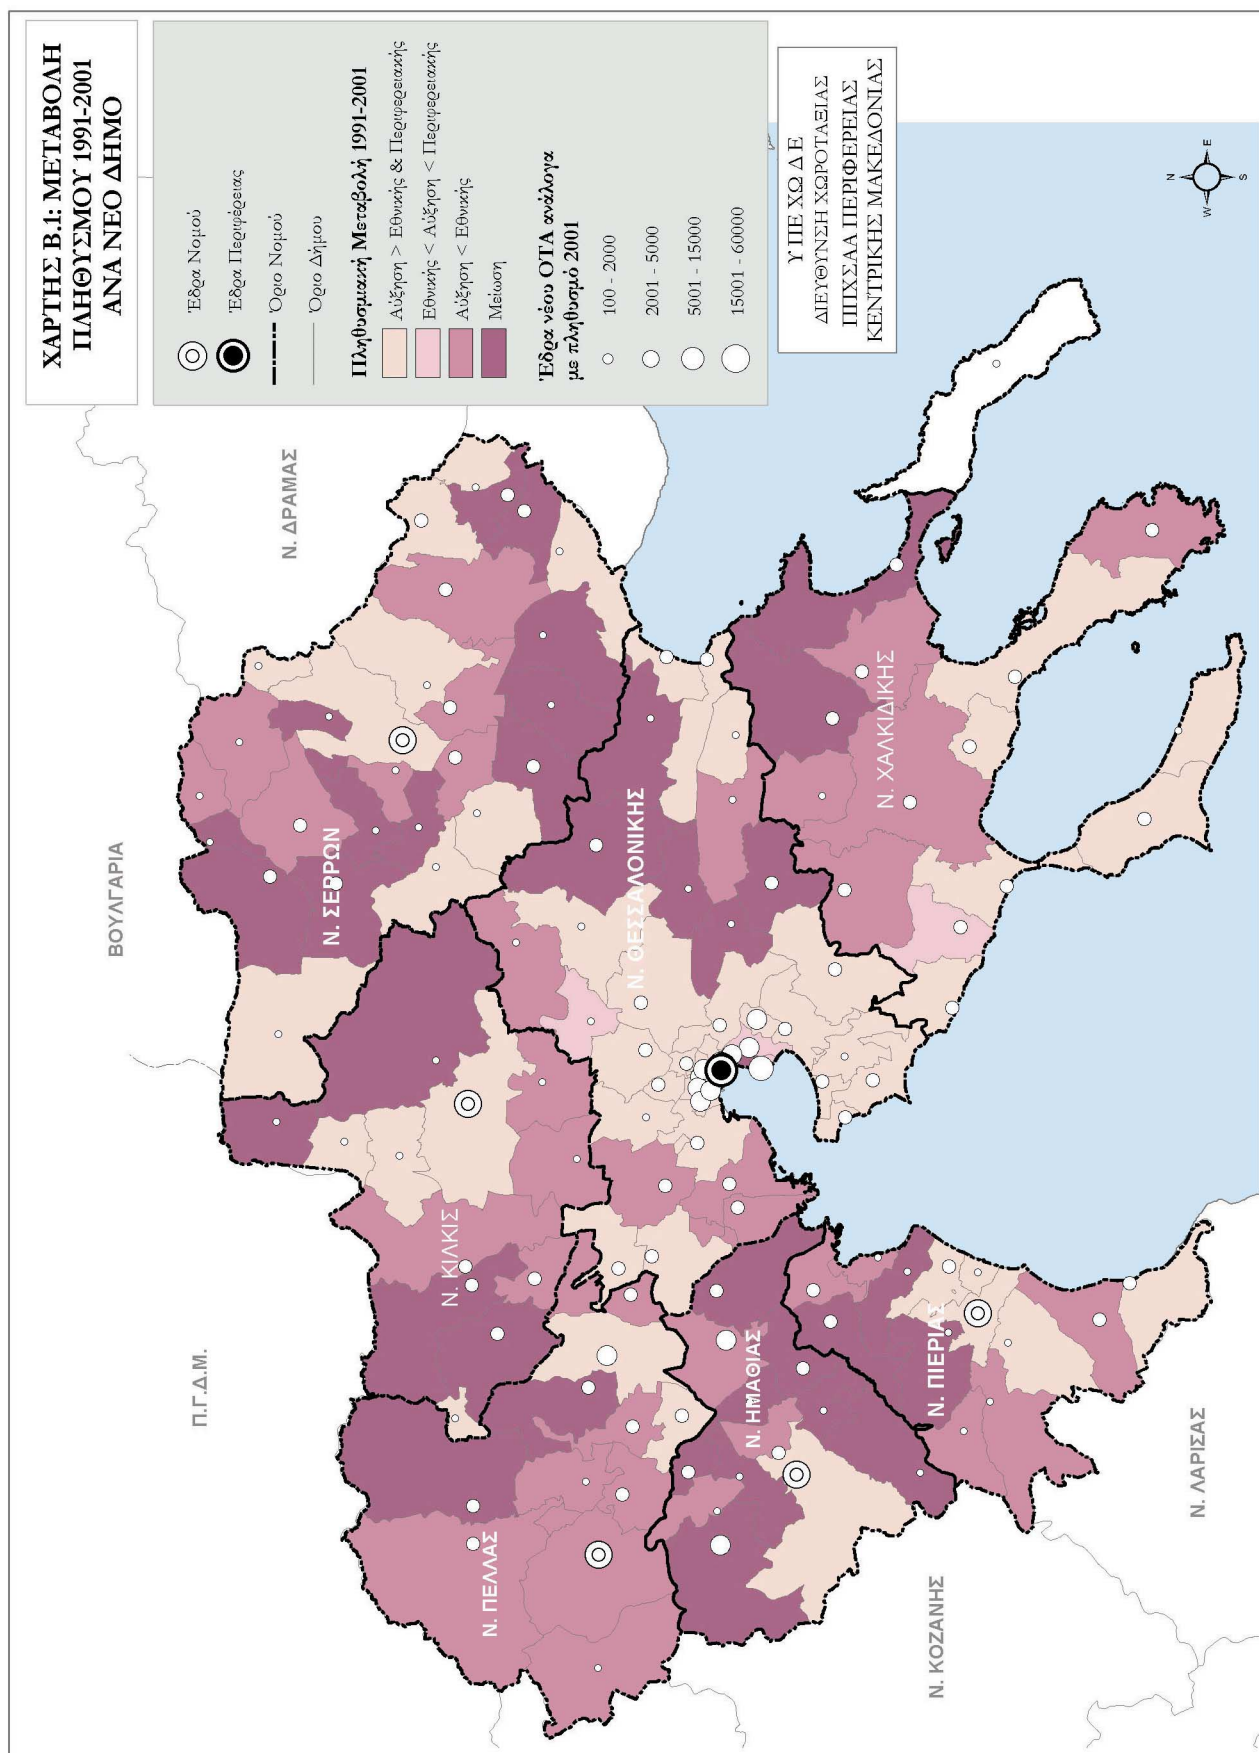 ΧΑΡΤΗΣ Β.1: ΜΕΤΑΒΟΛΗ
ΠΛΗΘΥΣΜΟΥ 1991-2001
ΑΝΑ ΝΕΟ ΔΗΜΟ
Έδρα Νομού
Έδρα Περιφέρειας
Όριο Νομού
Όριο Δήμου
Πληθυσμιακή Μεταβολή 1991-2001
Αύξηση > Εθνικής & Περιφερειακής
Εθνικής < Αύξηση < Περιφερειακής
Αύξηση < Εθνικής
Μείωση
Έδρα νέου ΟΤΑ ανάλογα
με πληθυσμό 2001
100 - 2000
2001 - 5000
5001 - 15000
15001 - 60000
Υ ΠΕ ΧΩ Δ Ε
ΔΙΕΥΘΥΝΣΗ ΧΩΡΟΤΑΞΙΑΣ
ΠΠΧΣΑΑ ΠΕΡΙΦΕΡΕΙΑΣ
ΚΕΝΤΡΙΚΗΣ ΜΑΚΕΔΟΝΙΑΣ
N
W
E
S
Π.Γ.Δ.Μ.
ΒΟΥΛΓΑΡΙΑ
Ν. ΔΡΑΜΑΣ
Ν. ΣΕΡΡΩΝ
Ν. ΚΙΛΚΙΣ
Ν. ΠΕΛΛΑΣ
Ν. ΘΕΣΣΑΛΟΝΙΚΗΣ
Ν. ΗΜΑΘΙΑΣ
Ν. ΧΑΛΚΙΔΙΚΗΣ
Ν. ΠΙΕΡΙΑΣ
Ν. ΚΟΖΑΝΗΣ
Ν. ΛΑΡΙΣΑΣ